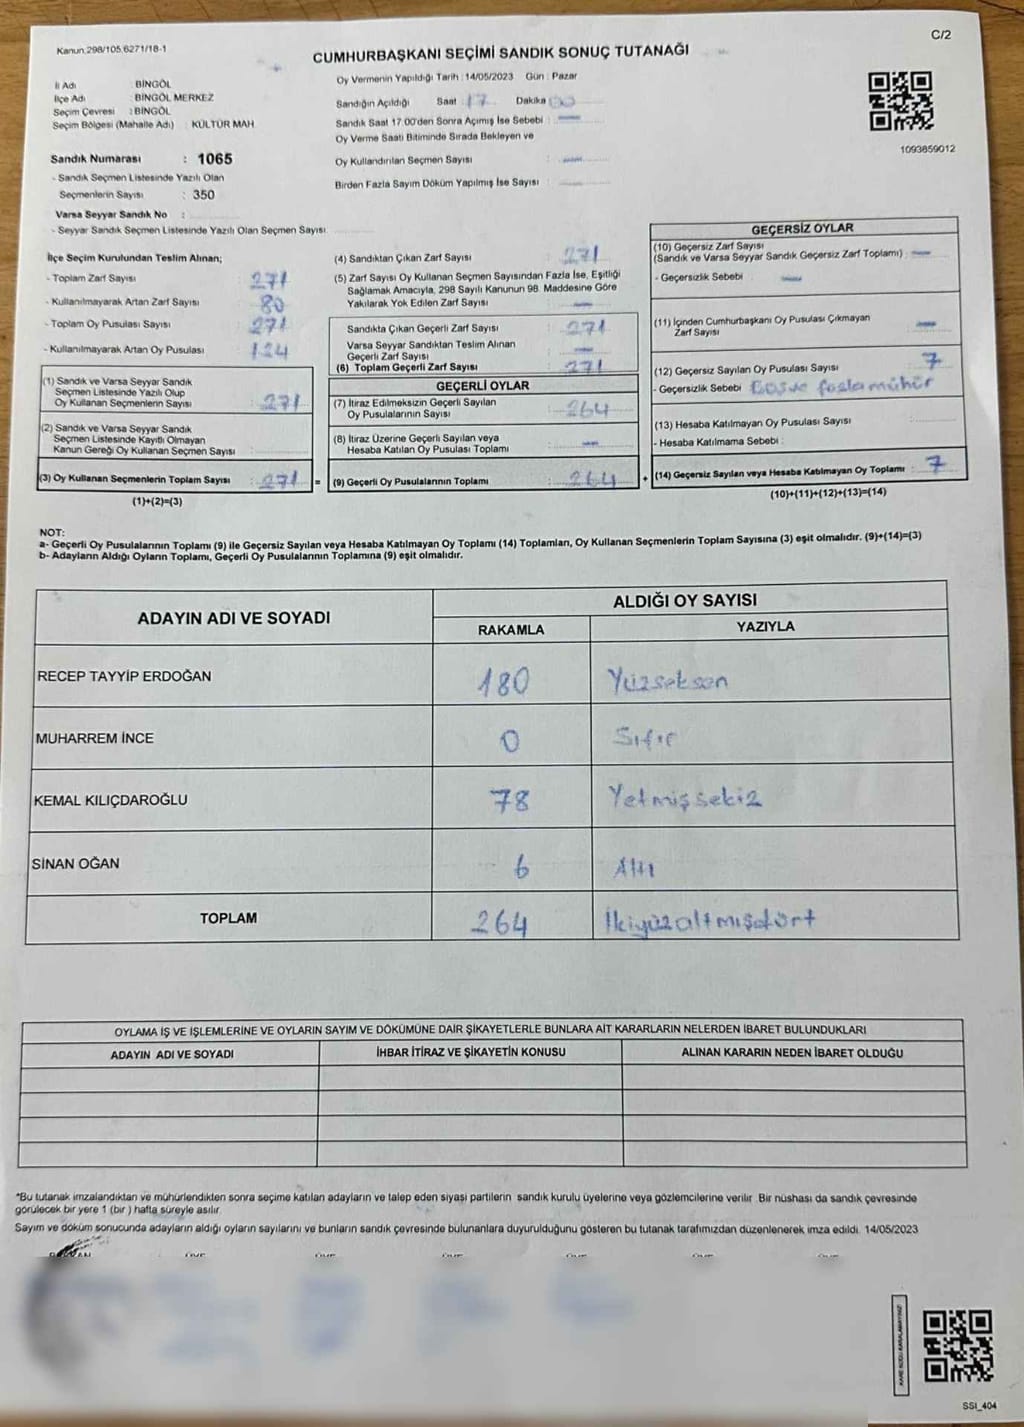 Kanun.298/105,6271/18-1
C/2
CUMHURBAŞKANI SEÇİMİ SANDIK SONUÇ TUTANAĞI
İl Adı : BİNGÖL
İlçe Adı : BİNGÖL MERKEZ
Seçim Çevresi : BİNGÖL
Seçim Bölgesi (Mahalle Adı) : KÜLTÜR MAH
Oy Vermenin Yapıldığı Tarih :14/05/2023 Gün : Pazar
Sandığın Açıldığı Saat :17 Dakika :00
Sandık Saat 17.00'den Sonra Açımış İse Sebebi :
Oy Verme Saati Bitiminde Sırada Bekleyen ve
Oy Kullandırılan Seçmen Sayısı :
Birden Fazla Sayım Döküm Yapılmış İse Sayısı :
1093859012
Sandık Numarası : 1065
- Sandık Seçmen Listesinde Yazılı Olan
Seçmenlerin Sayısı : 350
Varsa Seyyar Sandık No :
- Seyyar Sandık Seçmen Listesinde Yazılı Olan Seçmen Sayısı :
İlçe Seçim Kurulundan Teslim Alınan;
- Toplam Zarf Sayısı : 271
- Kullanılmayarak Artan Zarf Sayısı : 80
- Toplam Oy Pusulası Sayısı : 271
- Kullanılmayarak Artan Oy Pusulası : 124
(1) Sandık ve Varsa Seyyar Sandık
Seçmen Listesinde Yazılı Olup
Oy Kullanan Seçmenlerin Sayısı : 271
(2) Sandık ve Varsa Seyyar Sandık
Seçmen Listesinde Kayıtlı Olmayan
Kanun Gereği Oy Kullanan Seçmen Sayısı :
(3) Oy Kullanan Seçmenlerin Toplam Sayısı : 271 =
(1)+(2)=(3)
(4) Sandıktan Çıkan Zarf Sayısı : 271
(5) Zarf Sayısı Oy Kullanan Seçmen Sayısından Fazla İse, Eşitliği
Sağlamak Amacıyla, 298 Sayılı Kanunun 98. Maddesine Göre
Yakılarak Yok Edilen Zarf Sayısı :
Sandıkta Çıkan Geçerli Zarf Sayısı : 271
Varsa Seyyar Sandıktan Teslim Alınan
Geçerli Zarf Sayısı :
(6) Toplam Geçerli Zarf Sayısı : 271
GEÇERLİ OYLAR
(7) İtiraz Edilmeksizin Geçerli Sayılan
Oy Pusulalarının Sayısı : 264
(8) İtiraz Üzerine Geçerli Sayılan veya
Hesaba Katılan Oy Pusulası Toplamı :
(9) Geçerli Oy Pusulalarının Toplamı : 264 +
GEÇERSİZ OYLAR
(10) Geçersiz Zarf Sayısı
(Sandık ve Varsa Seyyar Sandık Geçersiz Zarf Toplamı) :
- Geçersizlik Sebebi :
(11) İçinden Cumhurbaşkanı Oy Pusulası Çıkmayan
Zarf Sayısı
(12) Geçersiz Sayılan Oy Pusulası Sayısı : 7
- Geçersizlik Sebebi : fazla mühür
(13) Hesaba Katılmayan Oy Pusulası Sayısı :
- Hesaba Katılmama Sebebi :
(14) Geçersiz Sayılan veya Hesaba Katılmayan Oy Toplamı : 7
(10)+(11)+(12)+(13)=(14)
NOT:
a- Geçerli Oy Pusulalarının Toplamı (9) ile Geçersiz Sayılan veya Hesaba Katılmayan Oy Toplamı (14) Toplamları, Oy Kullanan Seçmenlerin Toplam Sayısına (3) eşit olmalıdır. (9)+(14)=(3)
b- Adayların Aldığı Oyların Toplamı, Geçerli Oy Pusulalarının Toplamına (9) eşit olmalıdır.
ADAYIN ADI VE SOYADI ALDIĞI OY SAYISI
RAKAMLA YAZIYLA
RECEP TAYYİP ERDOĞAN 180 Yüzseksen
MUHARREM İNCE 0 Sıfır
KEMAL KILIÇDAROĞLU 78 Yetmişsekiz
SİNAN OĞAN 6 Altı
TOPLAM 264 İkiyüzaltmışdört
OYLAMA İŞ VE İŞLEMLERİNE VE OYLARIN SAYIM VE DÖKÜMÜNE DAİR ŞİKAYETLERLE BUNLARA AİT KARARLARIN NELERDEN İBARET BULUNDUKLARI
ADAYIN ADI VE SOYADI İHBAR İTİRAZ VE ŞİKAYETİN KONUSU ALINAN KARARIN NEDEN İBARET OLDUĞU
*Bu tutanak imzalandıktan ve mühürlendikten sonra seçime katılan adayların ve talep eden siyasi partilerin sandık kurulu üyelerine veya gözlemcilerine verilir. Bir nüshası da sandık çevresinde
görülecek bir yere 1 (bir ) hafta süreyle asılır.
Sayım ve döküm sonucunda adayların aldığı oyların sayılarını ve bunların sandık çevresinde bulunanlara duyurulduğunu gösteren bu tutanak tarafımızdan düzenlenerek imza edildi. 14/05/2023
SSI_404